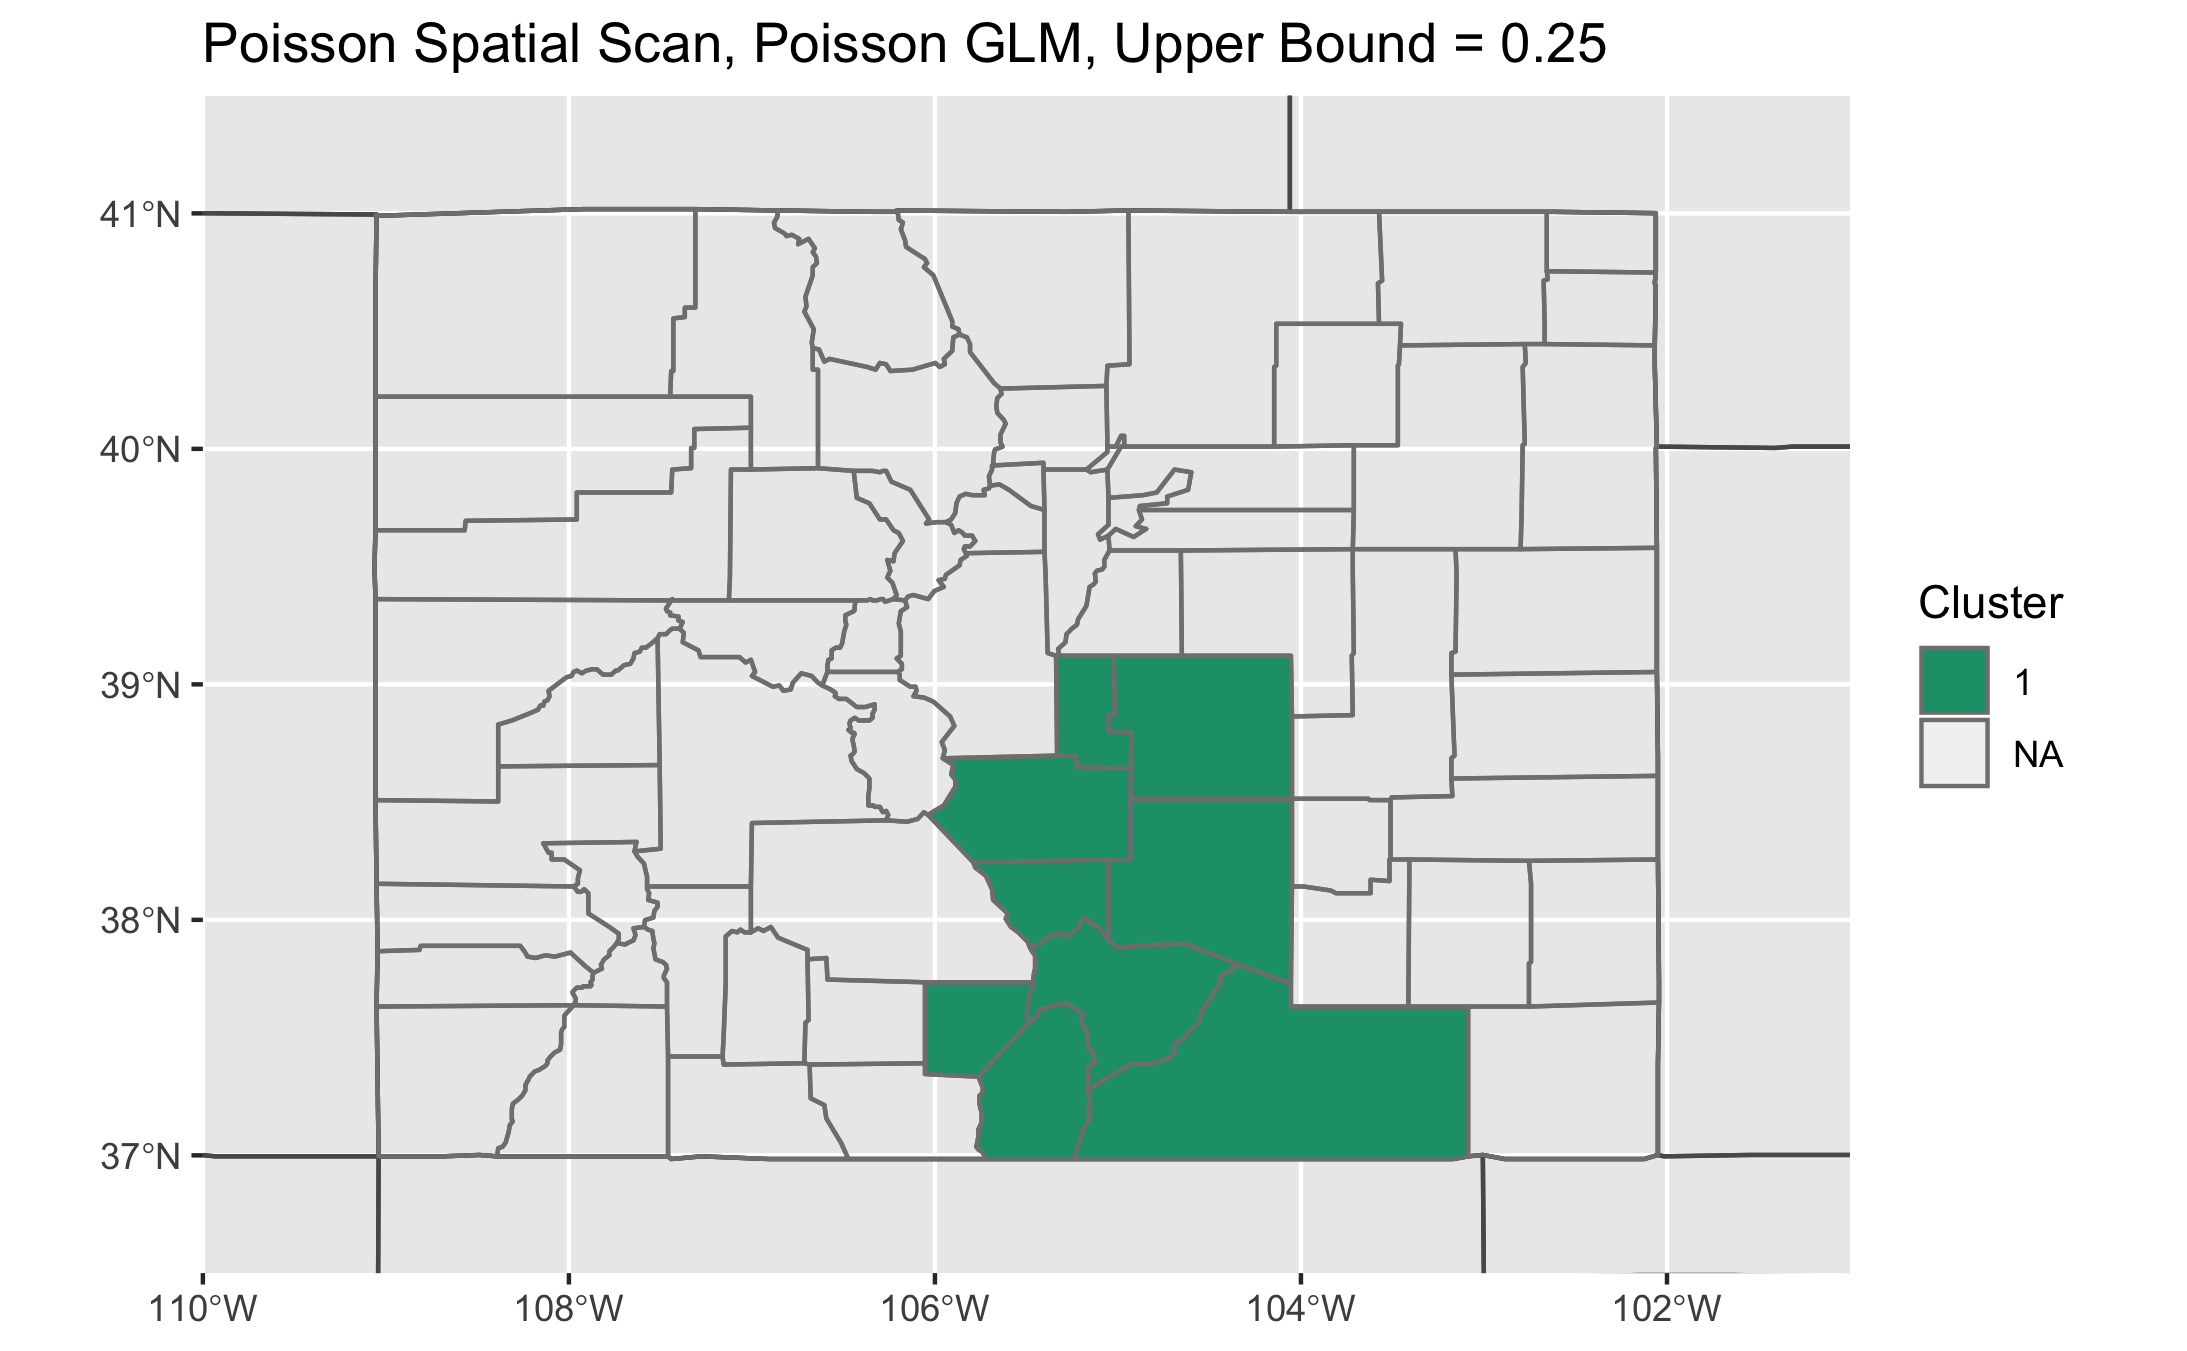 Poisson Spatial Scan, Poisson GLM, Upper Bound = 0.25
41°N
40°N
39°N
38°N
37°N
110°W
108°W
106°W
104°W
102°W
Cluster
1
NA